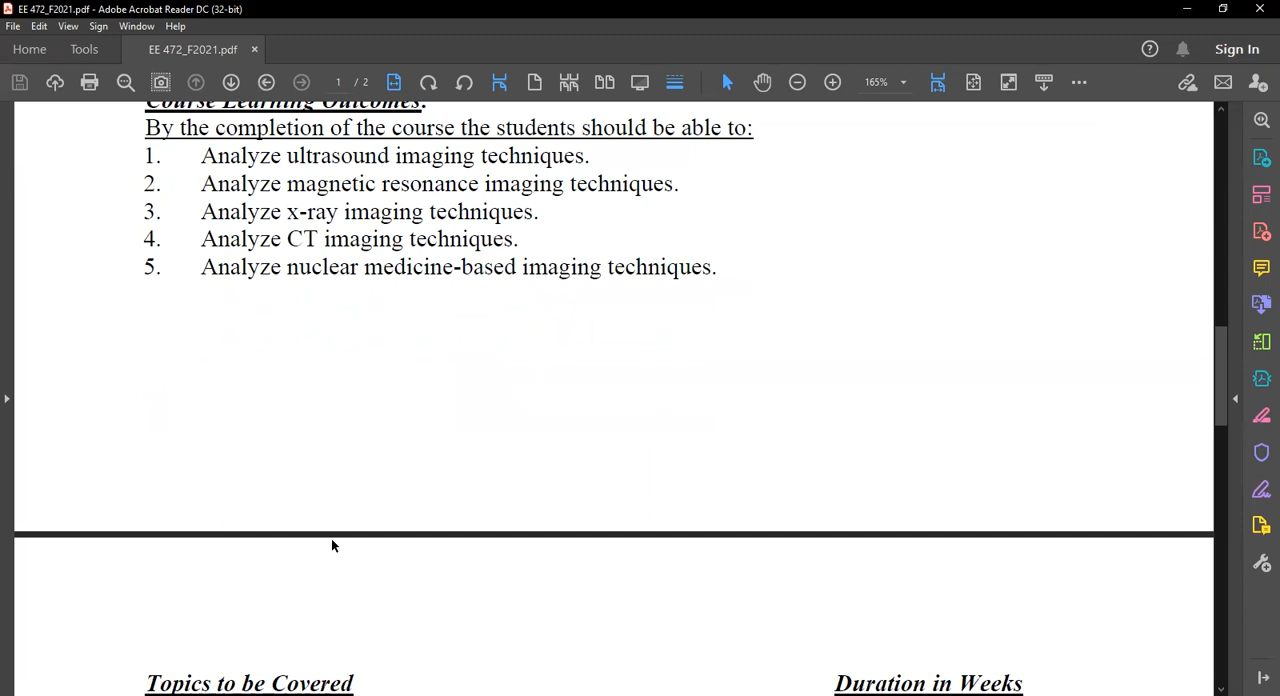 EE 472_F2021.pdf - Adobe Acrobat Reader DC (32-bit)
File Edit View Sign Window Help
Home Tools EE 472_F2021.pdf × Sign In
1 / 2 165%
Course Learning Outcomes:
By the completion of the course the students should be able to:
1. Analyze ultrasound imaging techniques.
2. Analyze magnetic resonance imaging techniques.
3. Analyze x-ray imaging techniques.
4. Analyze CT imaging techniques.
5. Analyze nuclear medicine-based imaging techniques.
Topics to be Covered Duration in Weeks